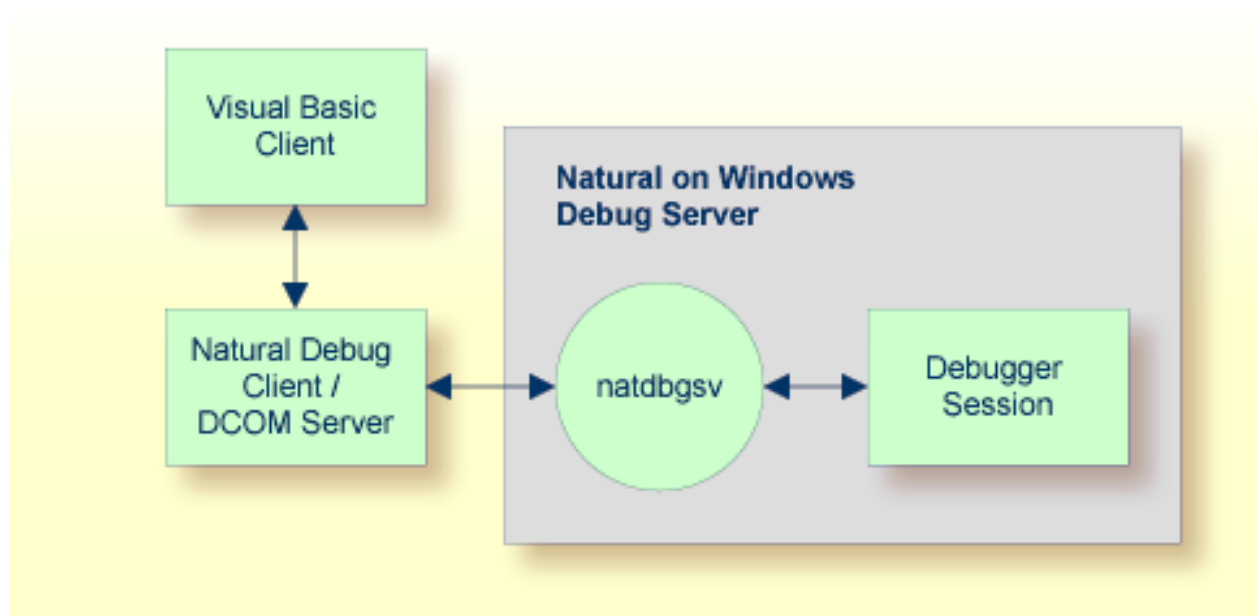 Visual Basic
Client
Natural on Windows
Debug Server
Natural Debug
Client /
DCOM Server
natdbgsv
Debugger
Session